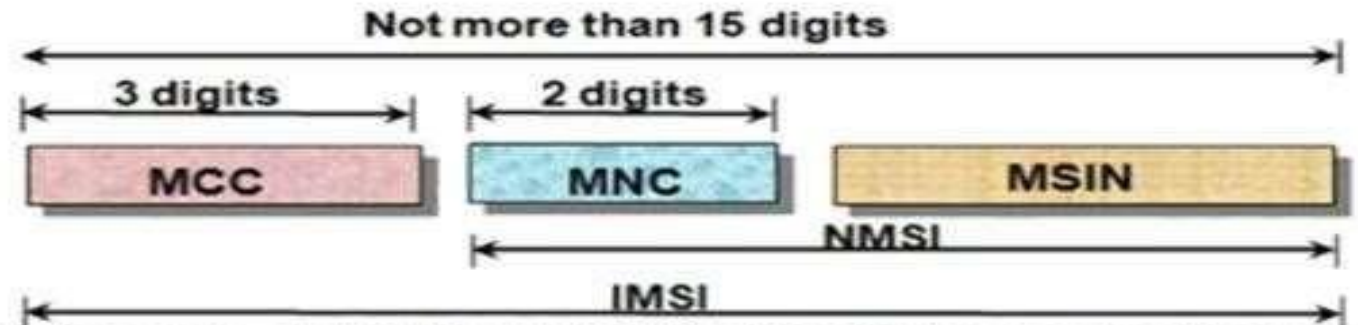 Not more than 15 digits
3 digits 2 digits
MCC MNC MSIN
NMSI
IMSI